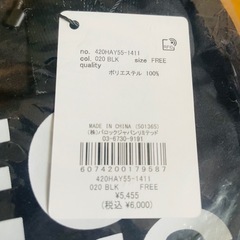 no. 420HAY55-1411
col. 020 BLK size FREE
quality
ポリエステル 100%
MADE IN CHINA (501365)
(株)バロックジャパンリミテッド
03-6730-9191
6074200179587
420HAY55-1411
020 BLK FREE
¥5,455
(税込 ¥6,000)